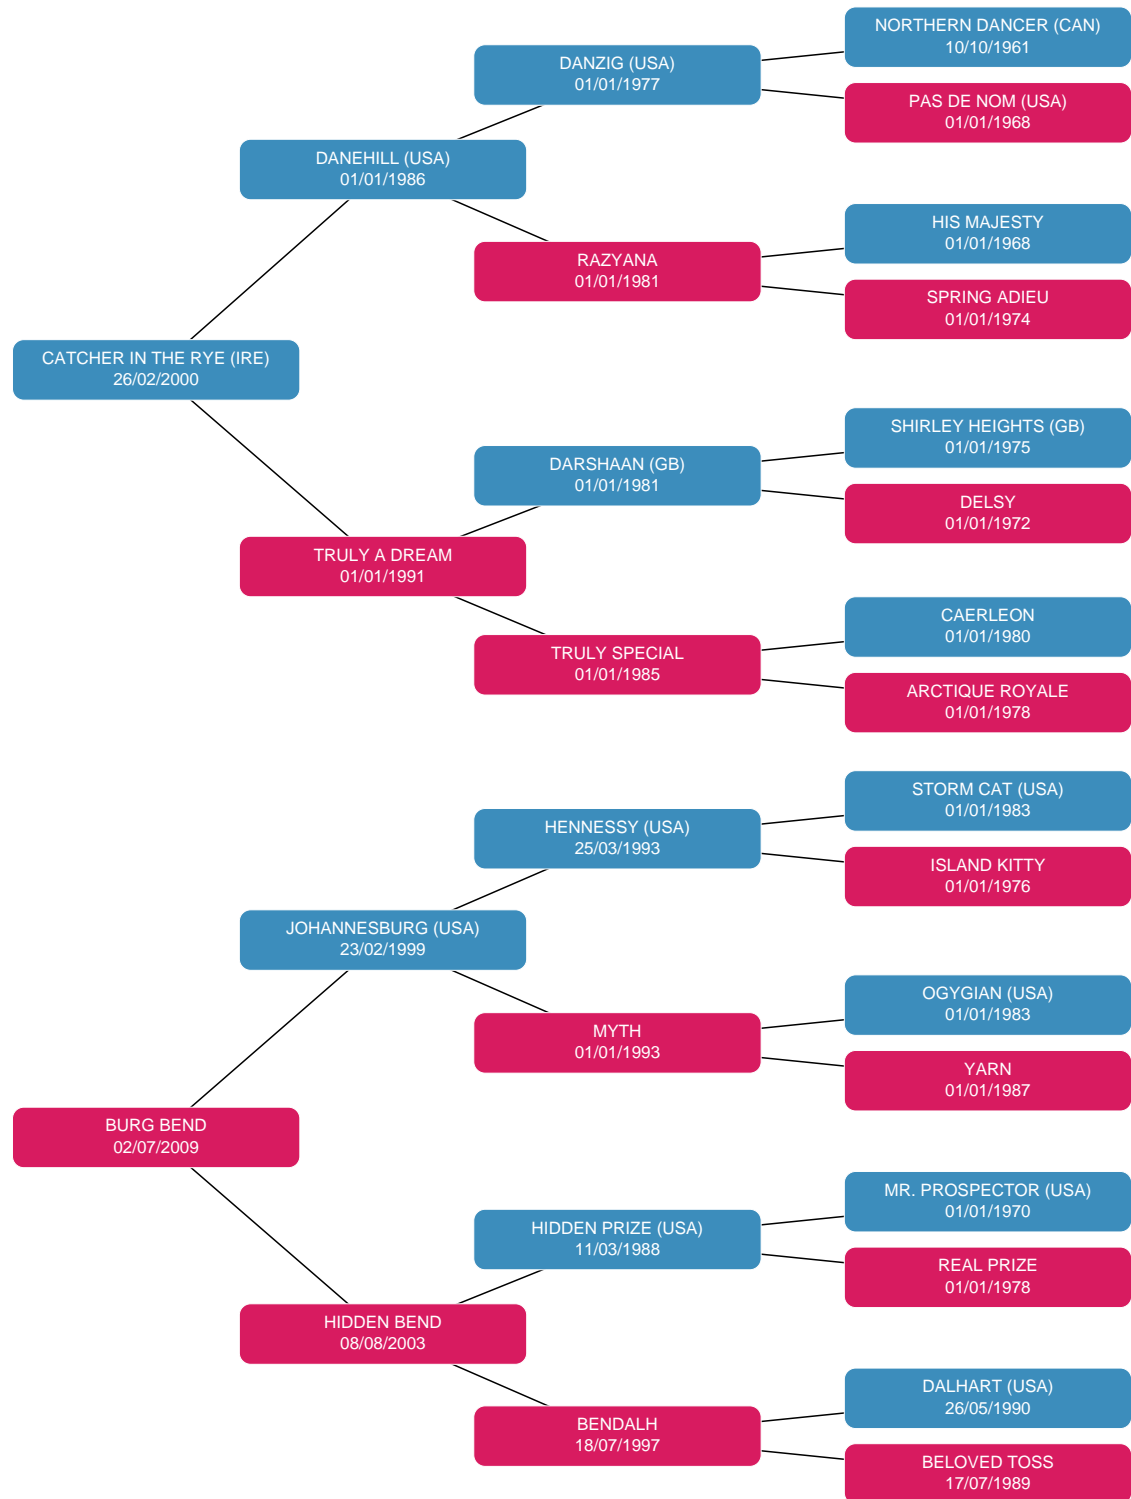 NORTHERN DANCER (CAN)
10/10/1961
DANZIG (USA)
01/01/1977
PAS DE NOM (USA)
01/01/1968
DANEHILL (USA)
01/01/1986
HIS MAJESTY
01/01/1968
RAZYANA
01/01/1981
SPRING ADIEU
01/01/1974
CATCHER IN THE RYE (IRE)
26/02/2000
SHIRLEY HEIGHTS (GB)
01/01/1975
DARSHAAN (GB)
01/01/1981
DELSY
01/01/1972
TRULY A DREAM
01/01/1991
CAERLEON
01/01/1980
TRULY SPECIAL
01/01/1985
ARCTIQUE ROYALE
01/01/1978
STORM CAT (USA)
01/01/1983
HENNESSY (USA)
25/03/1993
ISLAND KITTY
01/01/1976
JOHANNESBURG (USA)
23/02/1999
OGYGIAN (USA)
01/01/1983
MYTH
01/01/1993
YARN
01/01/1987
BURG BEND
02/07/2009
MR. PROSPECTOR (USA)
01/01/1970
HIDDEN PRIZE (USA)
11/03/1988
REAL PRIZE
01/01/1978
HIDDEN BEND
08/08/2003
DALHART (USA)
26/05/1990
BENDALH
18/07/1997
BELOVED TOSS
17/07/1989